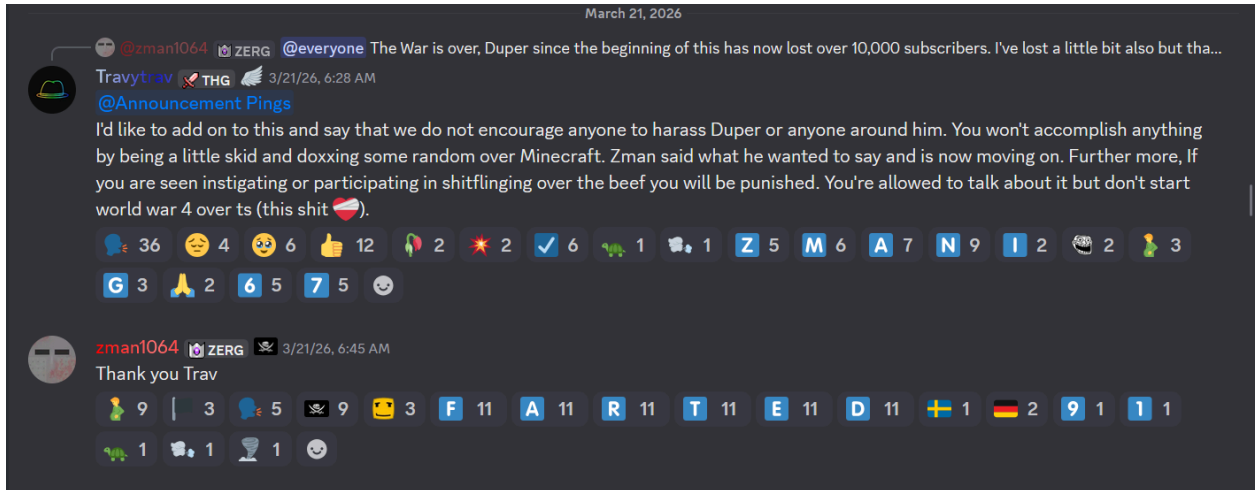 March 21, 2026
@zman1064 ZERG @everyone The War is over, Duper since the beginning of this has now lost over 10,000 subscribers. I've lost a little bit also but tha...
Travytrav THG 3/21/26, 6:28 AM
@Announcement Pings
I'd like to add on to this and say that we do not encourage anyone to harass Duper or anyone around him. You won't accomplish anything
by being a little skid and doxxing some random over Minecraft. Zman said what he wanted to say and is now moving on. Further more, If
you are seen instigating or participating in shitflinging over the beef you will be punished. You're allowed to talk about it but don't start
world war 4 over ts (this shit ❤️‍🩹).
36 4 6 12 2 2 6 1 1 Z 5 M 6 A 7 N 9 I 2 2 3
G 3 2 6 5 7 5
zman1064 ZERG 3/21/26, 6:45 AM
Thank you Trav
9 3 5 9 3 F 11 A 11 R 11 T 11 E 11 D 11 1 2 9 1 1 1
1 1 1